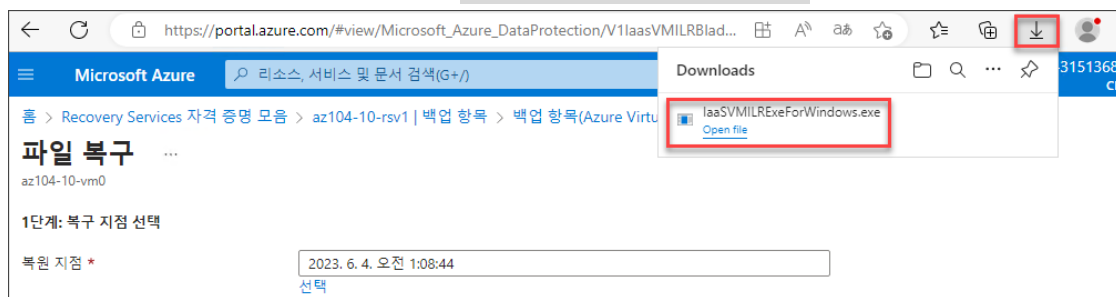 https://portal.azure.com/#view/Microsoft_Azure_DataProtection/V1IaasVMILRBlad...
Downloads
Microsoft Azure
리소스, 서비스 및 문서 검색(G+/)
3151368
IaaSVMILRExeForWindows.exe
Open file
홈 > Recovery Services 자격 증명 모음 > az104-10-rsv1 | 백업 항목 > 백업 항목(Azure Virtu
파일 복구 ...
az104-10-vm0
1단계: 복구 지점 선택
복원 지점 *
2023. 6. 4. 오전 1:08:44
선택